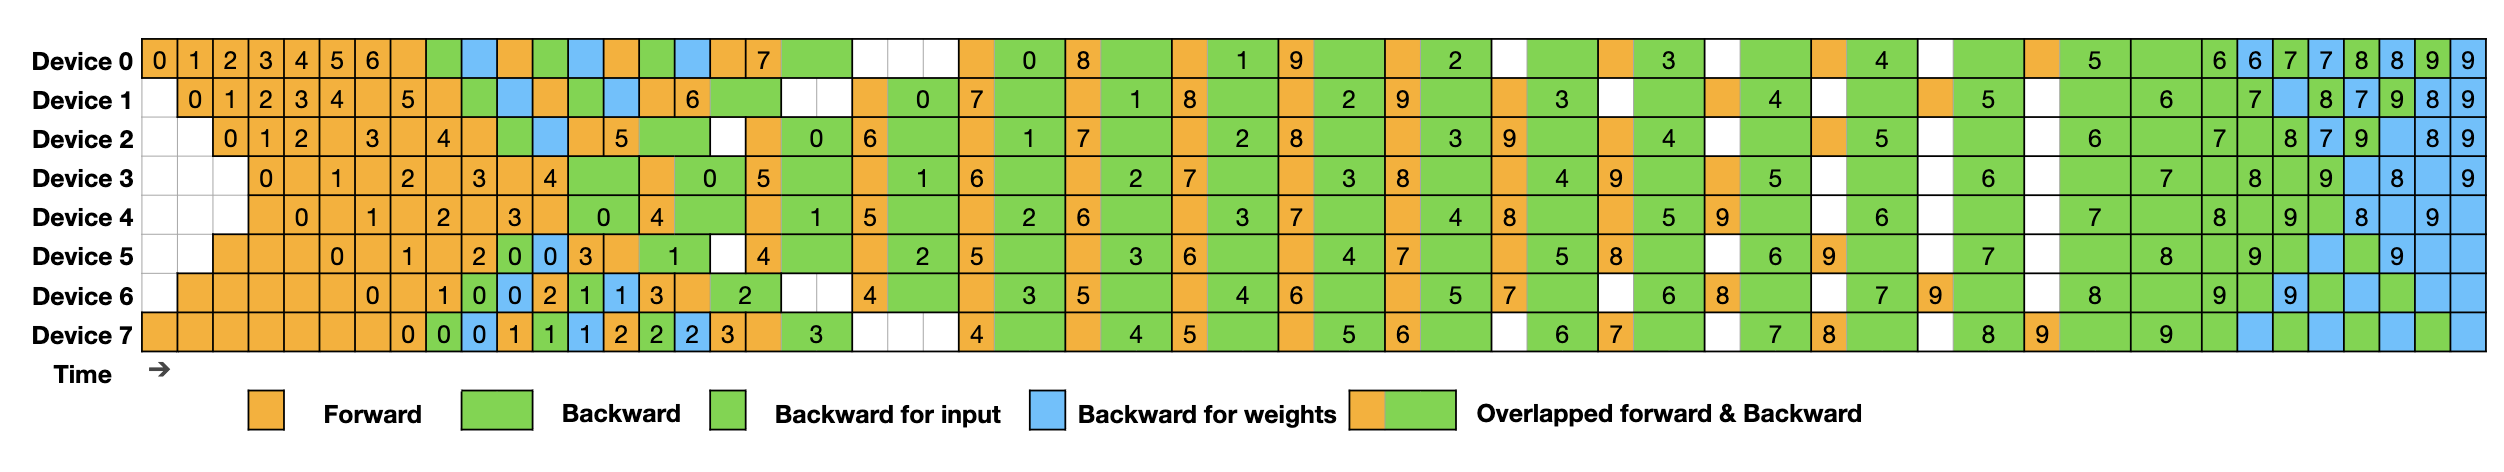 Device 0 0 1 2 3 4 5 6 7 0 8 1 9 2 3 4 5 6 6 7 7 8 8 9 9
Device 1 0 1 2 3 4 5 6 0 7 1 8 2 9 3 4 5 6 7 8 7 9 8 9
Device 2 0 1 2 3 4 5 0 6 1 7 2 8 3 9 4 5 6 7 8 7 9 8 9
Device 3 0 1 2 3 4 0 5 1 6 2 7 3 8 4 9 5 6 7 8 9 8 9
Device 4 0 1 2 3 0 4 1 5 2 6 3 7 4 8 5 9 6 7 8 9 8 9
Device 5 0 1 2 0 0 3 1 4 2 5 3 6 4 7 5 8 6 9 7 8 9 9
Device 6 0 1 0 0 2 1 1 3 2 4 3 5 4 6 5 7 6 8 7 9 8 9 9
Device 7 0 0 0 1 1 1 2 2 2 3 3 4 4 5 5 6 6 7 7 8 8 9 9
Time →
Forward Backward Backward for input Backward for weights Overlapped forward & Backward